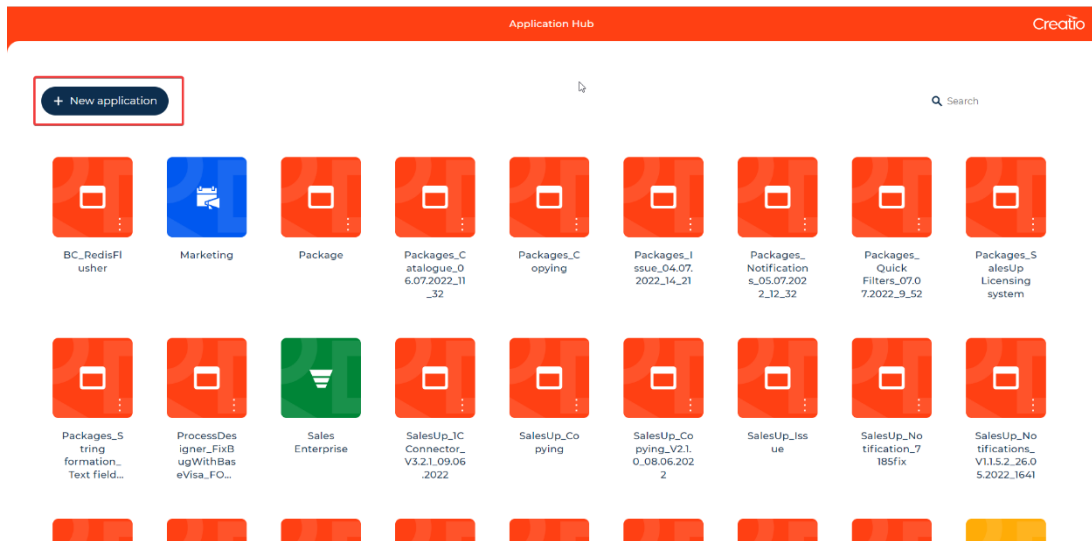 Application Hub
Creatio
+ New application
Search
BC_RedisFl
usher
Marketing
Package
Packages_C
atalogue_0
6.07.2022_11
_32
Packages_C
opying
Packages_I
ssue_04.07.
2022_14_21
Packages_
Notification
s_05.07.202
2_12_32
Packages_
Quick
Filters_07.0
7.2022_9_52
Packages_S
alesUp
Licensing
system
Packages_S
tring
formation_
Text field...
ProcessDes
igner_FixB
ugWithBas
eVisa_FO...
Sales
Enterprise
SalesUp_1C
Connector_
V3.2.1_09.06
.2022
SalesUp_Co
pying
SalesUp_Co
pying_V2.1.
0_08.06.202
2
SalesUp_Iss
ue
SalesUp_No
tification_7
185fix
SalesUp_No
tifications_
V1.1.5.2_26.0
5.2022_1641